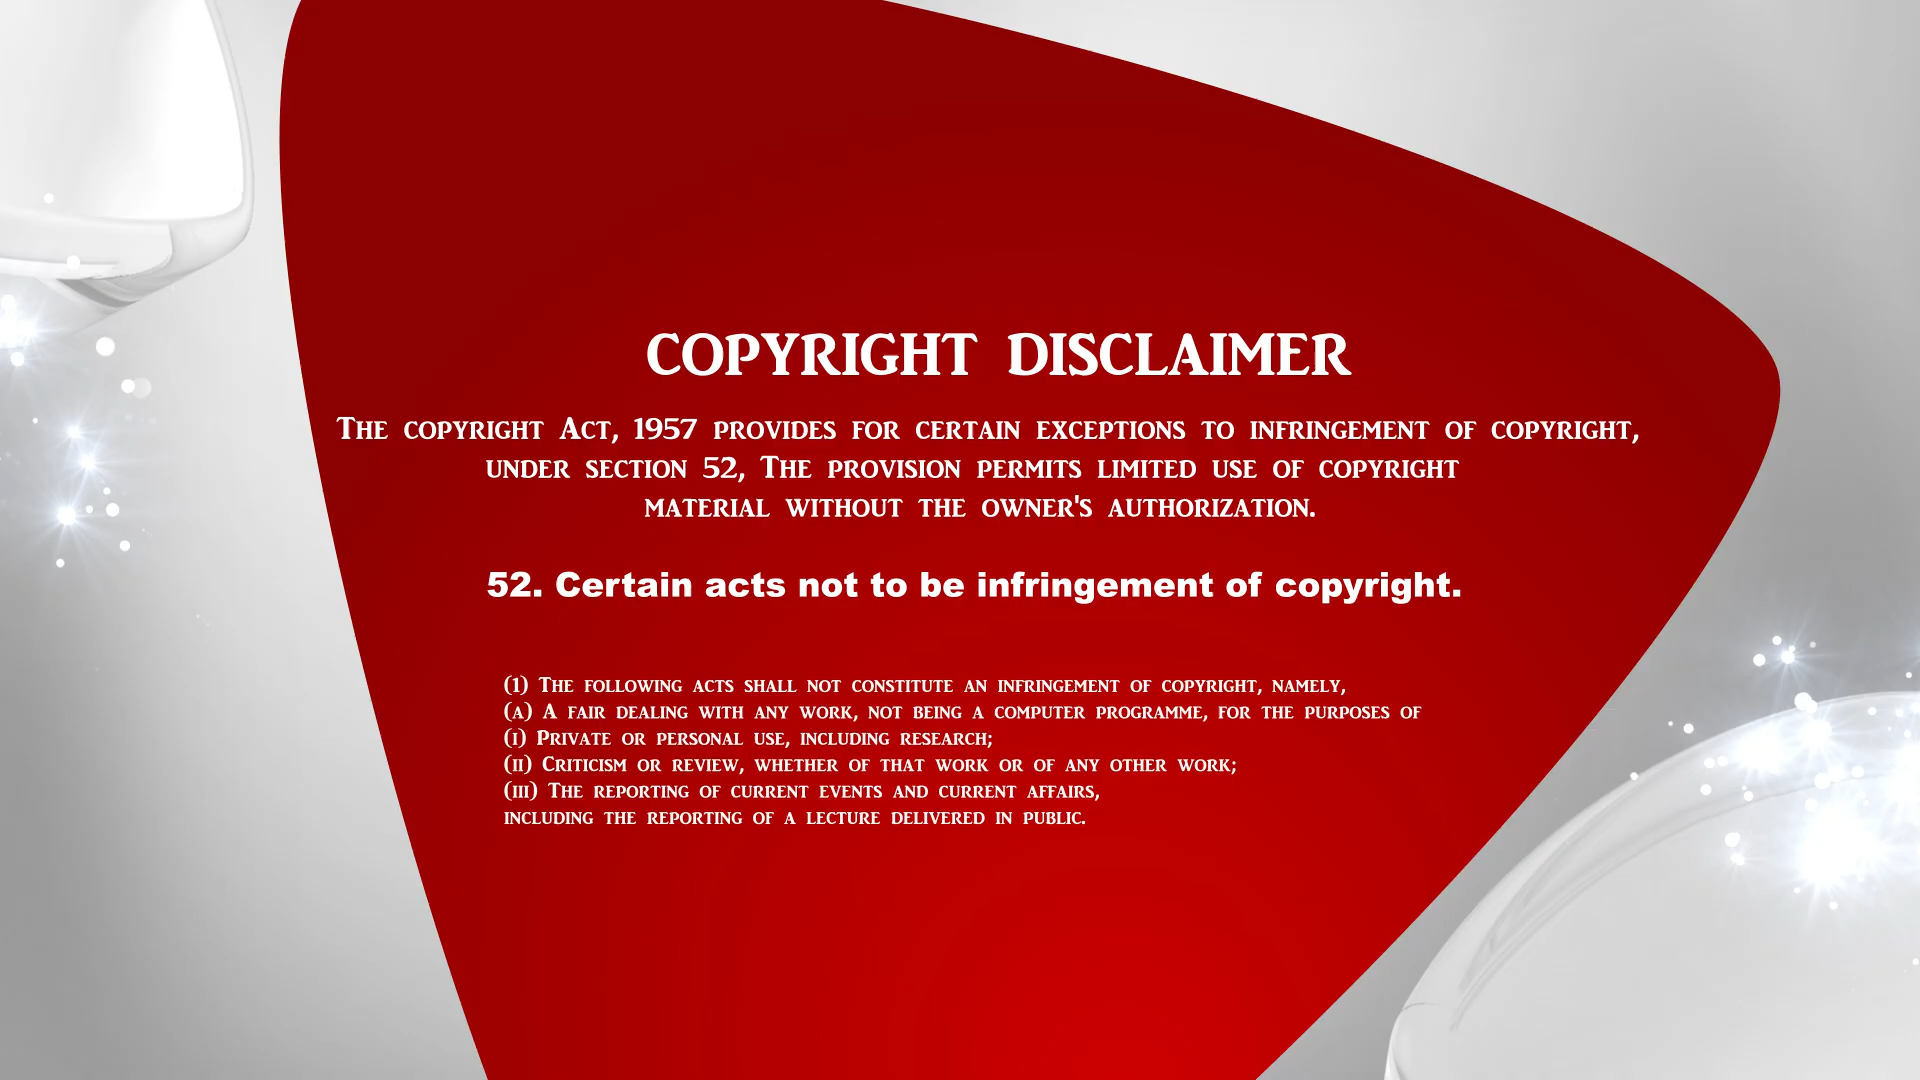 COPYRIGHT DISCLAIMER
The copyright Act, 1957 provides for certain exceptions to infringement of copyright,
under section 52, The provision permits limited use of copyright
material without the owner's authorization.
52. Certain acts not to be infringement of copyright.
(1) The following acts shall not constitute an infringement of copyright, namely,
(a) A fair dealing with any work, not being a computer programme, for the purposes of
(i) Private or personal use, including research;
(ii) Criticism or review, whether of that work or of any other work;
(iii) The reporting of current events and current affairs,
including the reporting of a lecture delivered in public.